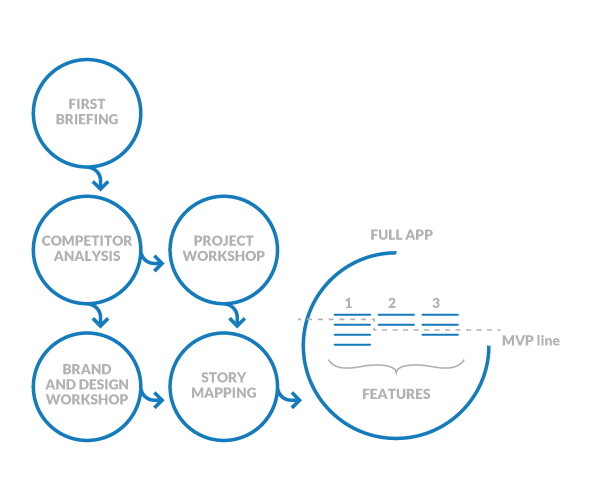 FIRST
BRIEFING
COMPETITOR
ANALYSIS
PROJECT
WORKSHOP
BRAND
AND DESIGN
WORKSHOP
STORY
MAPPING
FULL APP
1 2 3
MVP line
FEATURES